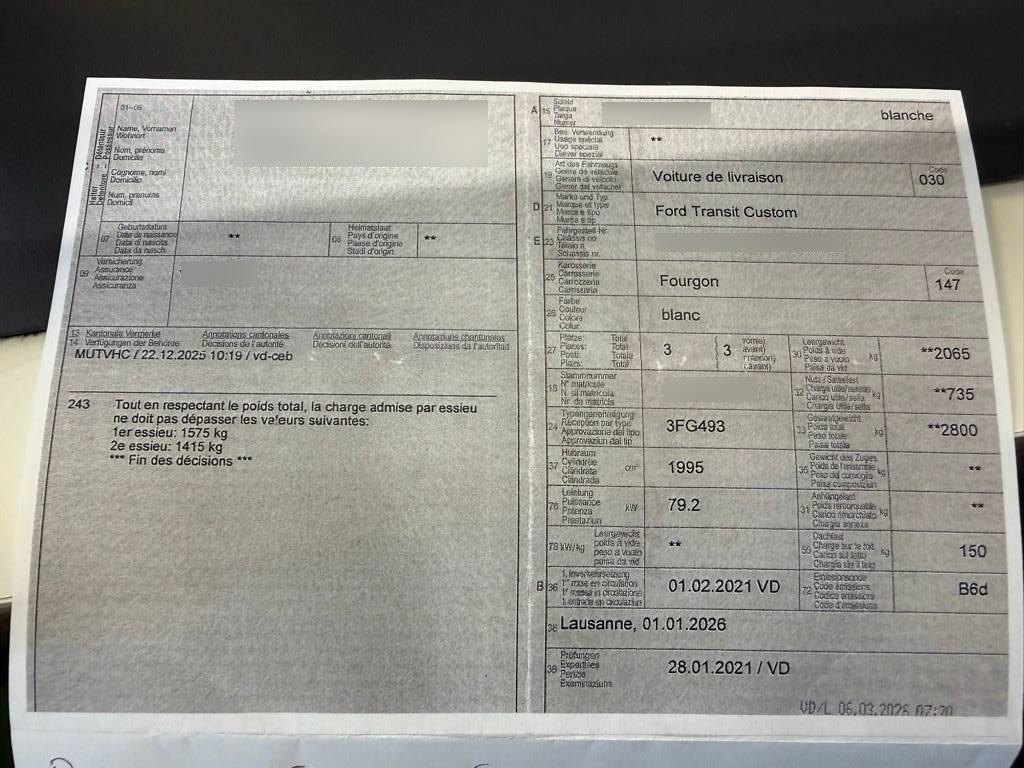 01-06
Name, Vornamen
Wohnort
Nom, prénoms
Domicile
Cognome, nomi
Domicilio
Num, prenums
Domicil
Halter Détenteur
Detentore Possessur
07 Geburtsdatum
Date de naissance
Data di nascita
Data da nasch.
**
08 Heimatstaat
Pays d'origine
Paese d'origine
Stadi d'origin
**
09 Versicherung
Assurance
Assicurazione
Assicuranza
13 Kantonale Vermerke Annotations cantonales Annotazioni cantonali Annotaziuns chantunalas
14 Verfügungen der Behörde Décisions de l'autorité Decisioni dell'autorità Disposiziuns da l'autoritad
MUTVHC / 22.12.2025 10:19 / vd-ceb
243 Tout en respectant le poids total, la charge admise par essieu
ne doit pas dépasser les valeurs suivantes:
1er essieu: 1575 kg
2e essieu: 1415 kg
*** Fin des décisions ***
A 15 Schild
Plaque
Targa
Numer
blanche
17 Bes. Verwendung
Usage spécial
Uso speciale
Diever spezial
**
19 Art des Fahrzeugs
Genre de véhicule
Genere di veicolo
Gener dal vehichel
Voiture de livraison
Code
030
D 21 Marke und Typ
Marque et type
Marca e tipo
Marca e tip
Ford Transit Custom
E 23 Fahrgestell-Nr.
Châssis no
Telaio n.
Schassis nr.
25 Karosserie
Carrosserie
Carrozzeria
Carossaria
Fourgon
Code
147
26 Farbe
Couleur
Colore
Colur
blanc
27 Plätze: Total
Places: Total
Posti: Totale
Plazs: Total
3
3
vorne)
avant)
anteriori)
davant)
30 Leergewicht
Poids à vide
Peso a vuoto
Paisa da vid
kg
**2065
18 Stammnummer
N° matricule
N. di matricola
Nr. da matricla
32 Nutz-/Sattellast
Charge utile/sellette
Carico utile/sella
Chargia utila/sella
kg
**735
24 Typengenehmigung
Réception par type
Approvazione del tipo
Approvaziun dal tip
3FG493
33 Gesamtgewicht
Poids total
Peso totale
Paisa totala
kg
**2800
37 Hubraum
Cylindrée
Cilindrata
Cilindrada
cm³
1995
35 Gewicht des Zuges
Poids de l'ensemble
Peso del convoglio
Paisa cumposiziun
kg
**
76 Leistung
Puissance
Potenza
Prestaziun
kW
79.2
31 Anhängelast
Poids remorquable
Carico rimorchiato
Chargia annexa
kg
**
78 kW/kg
Leergewicht
poids à vide
peso a vuoto
paisa da vid
**
55 Dachlast
Charge sur le toit
Carico sul tetto
Chargia sin il tetg
kg
150
B 36 1. Inverkehrsetzung
1re mise en circulation
1a messa in circolazione
1. entrada en circulaziun
01.02.2021 VD
72 Emissionscode
Code émissions
Codice emissioni
Code d'emissiuns
B6d
38 Lausanne, 01.01.2026
39 Prüfungen
Expertises
Perizie
Examinaziuns
28.01.2021 / VD
VD/L 06.03.2026 07:20